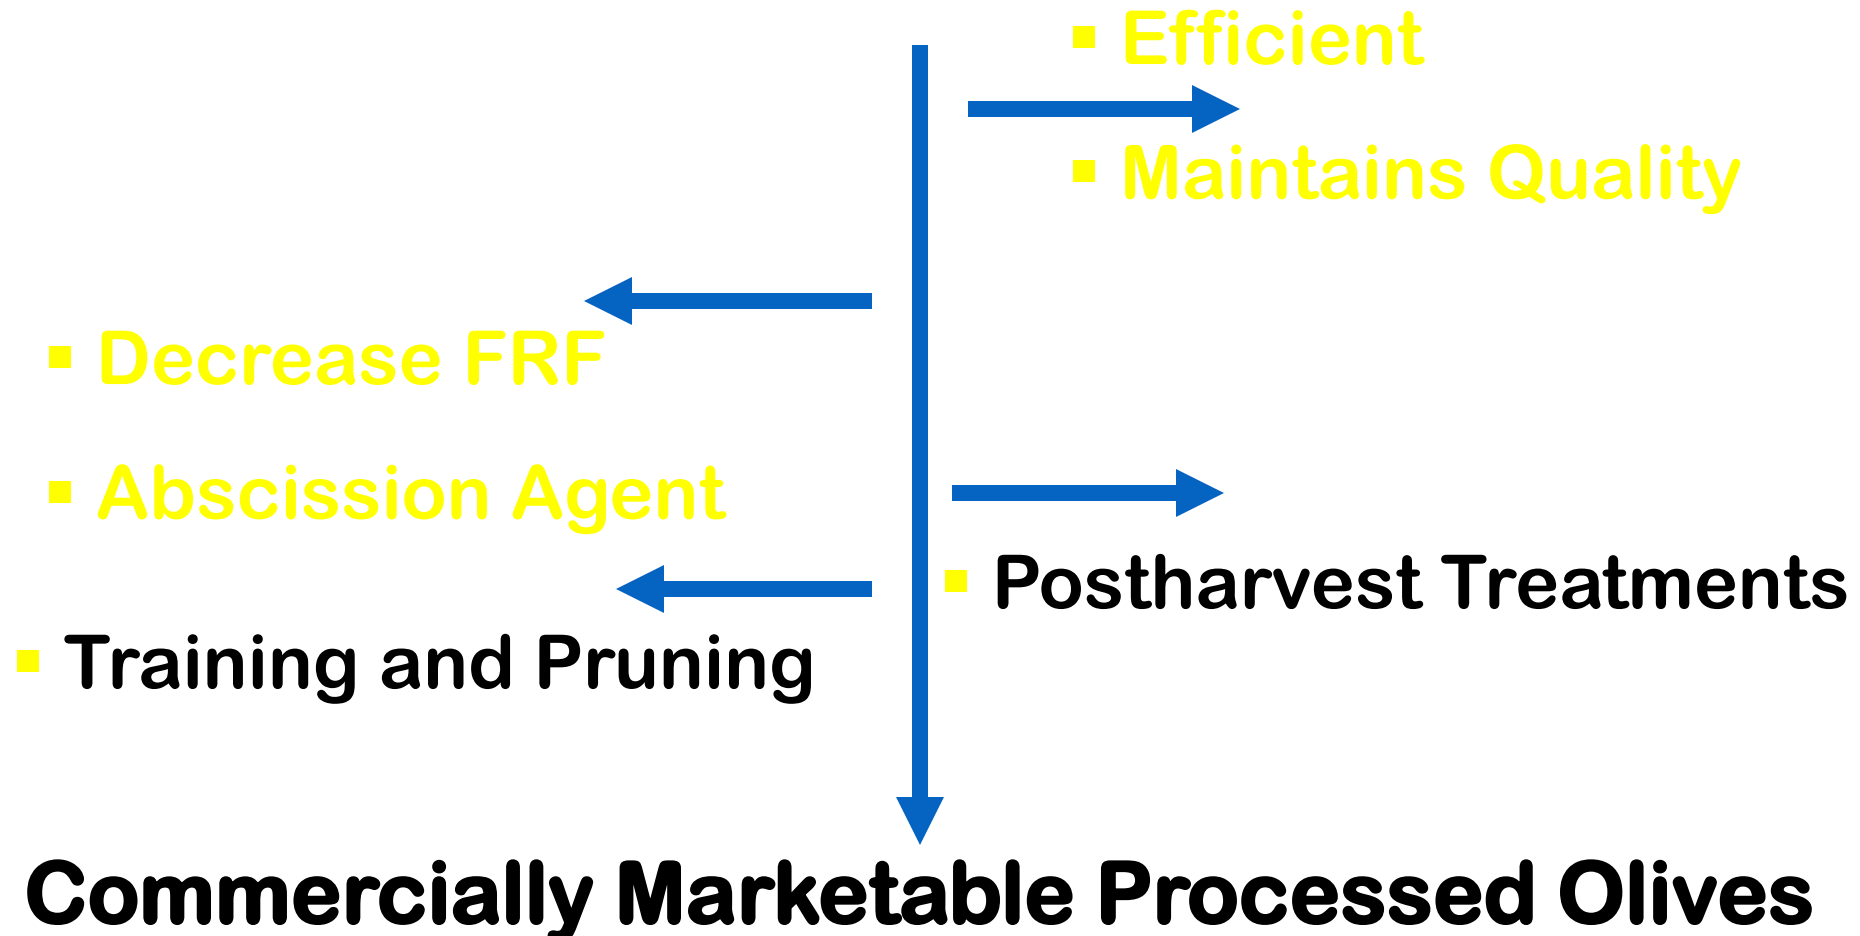 ▪ Efficient
▪ Maintains Quality
▪ Decrease FRF
▪ Abscission Agent
▪ Postharvest Treatments
▪ Training and Pruning
Commercially Marketable Processed Olives